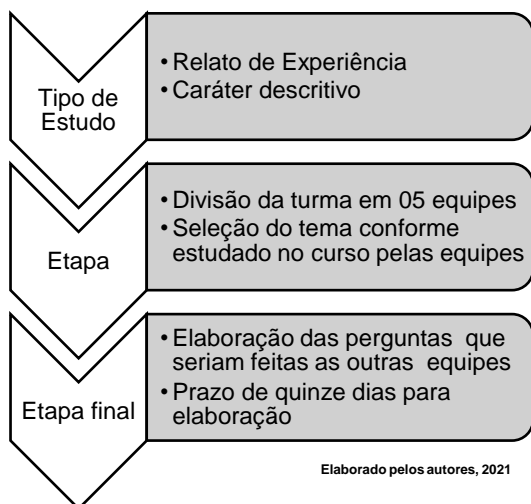 Tipo de
Estudo
• Relato de Experiência
• Caráter descritivo
Etapa
• Divisão da turma em 05 equipes
• Seleção do tema conforme
estudado no curso pelas equipes
Etapa final
• Elaboração das perguntas que
seriam feitas as outras equipes
• Prazo de quinze dias para
elaboração
Elaborado pelos autores, 2021